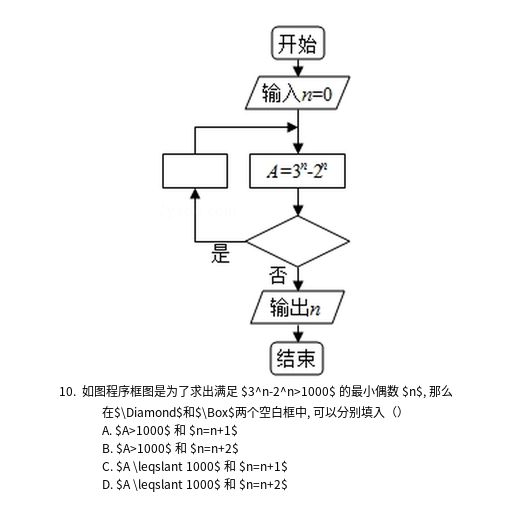 开始
输入n=0
A=3^n-2^n
是
否
输出n
结束
10. 如图程序框图是为了求出满足 $3^n-2^n>1000$ 的最小偶数 $n$, 那么
在$\Diamond$和$\Box$两个空白框中, 可以分别填入（）
A. $A>1000$ 和 $n=n+1$
B. $A>1000$ 和 $n=n+2$
C. $A \leqslant 1000$ 和 $n=n+1$
D. $A \leqslant 1000$ 和 $n=n+2$